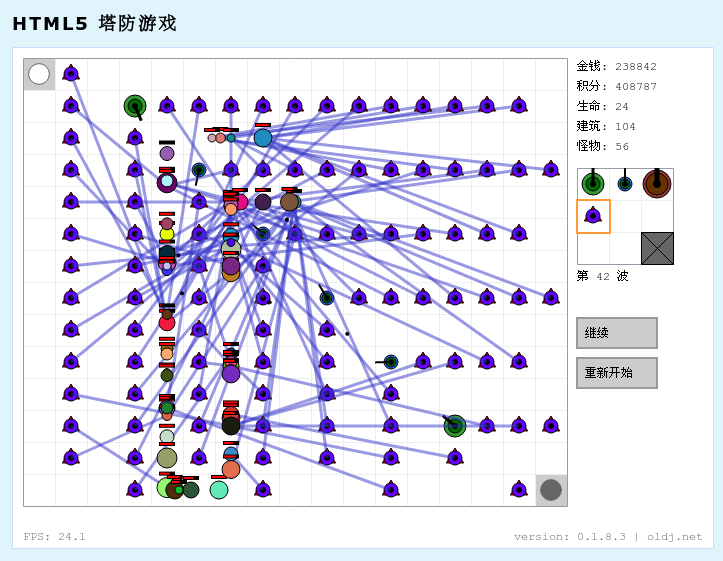 HTML5 塔防游戏
金钱: 238842
积分: 408787
生命: 24
建筑: 104
怪物: 56
第 42 波
继续
重新开始
FPS: 24.1
version: 0.1.8.3 | oldj.net